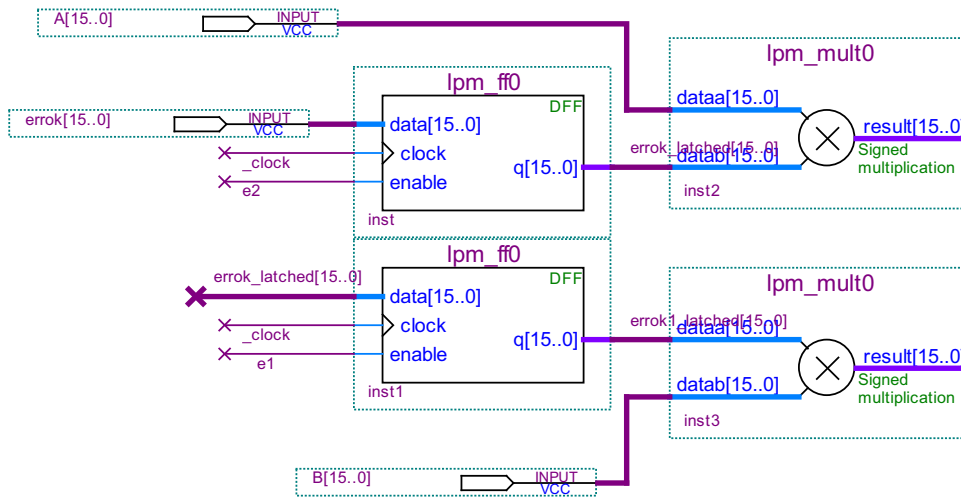 A[15..0]
INPUT
VCC
lpm_mult0
lpm_ff0
DFF
dataa[15..0]
errok[15..0]
INPUT
VCC
data[15..0]
result[15..0]
_clock
clock
errok_latched[15..0]
datab[15..0]
Signed
multiplication
q[15..0]
e2
enable
inst2
inst
lpm_ff0
DFF
lpm_mult0
errok_latched[15..0]
data[15..0]
_clock
clock
errok1_latched[15..0]
dataa[15..0]
q[15..0]
result[15..0]
e1
enable
Signed
multiplication
inst1
datab[15..0]
inst3
B[15..0]
INPUT
VCC